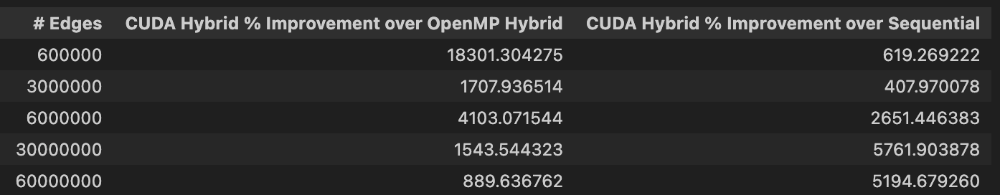 # Edges CUDA Hybrid % Improvement over OpenMP Hybrid CUDA Hybrid % Improvement over Sequential
600000 18301.304275 619.269222
3000000 1707.936514 407.970078
6000000 4103.071544 2651.446383
30000000 1543.544323 5761.903878
60000000 889.636762 5194.679260